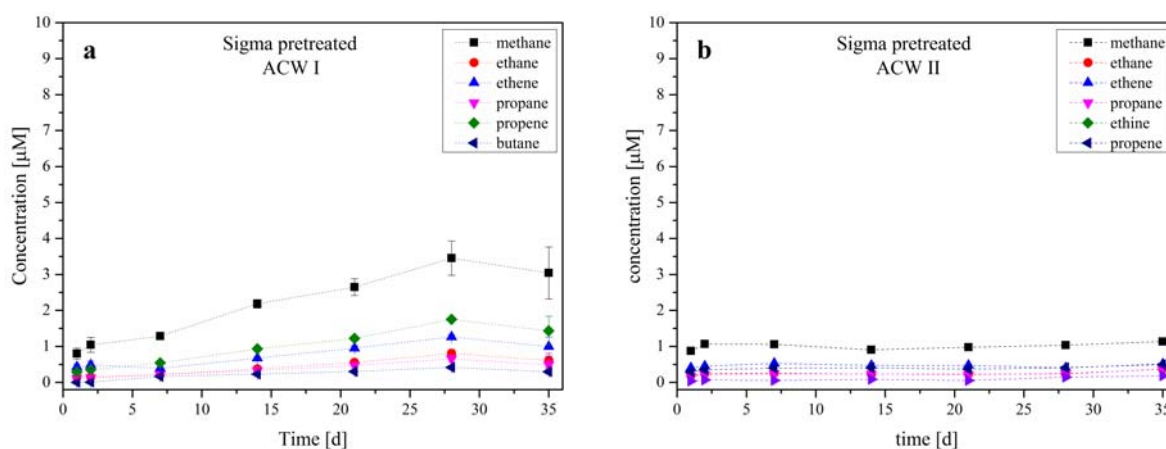 a
Sigma pretreated
ACW I
methane
ethane
ethene
propane
propene
butane
Concentration [µM]
10
9
8
7
6
5
4
3
2
1
0
0 5 10 15 20 25 30 35
Time [d]
b
Sigma pretreated
ACW II
methane
ethane
ethene
propane
ethine
propene
concentration [µM]
10
9
8
7
6
5
4
3
2
1
0
0 5 10 15 20 25 30 35
time [d]